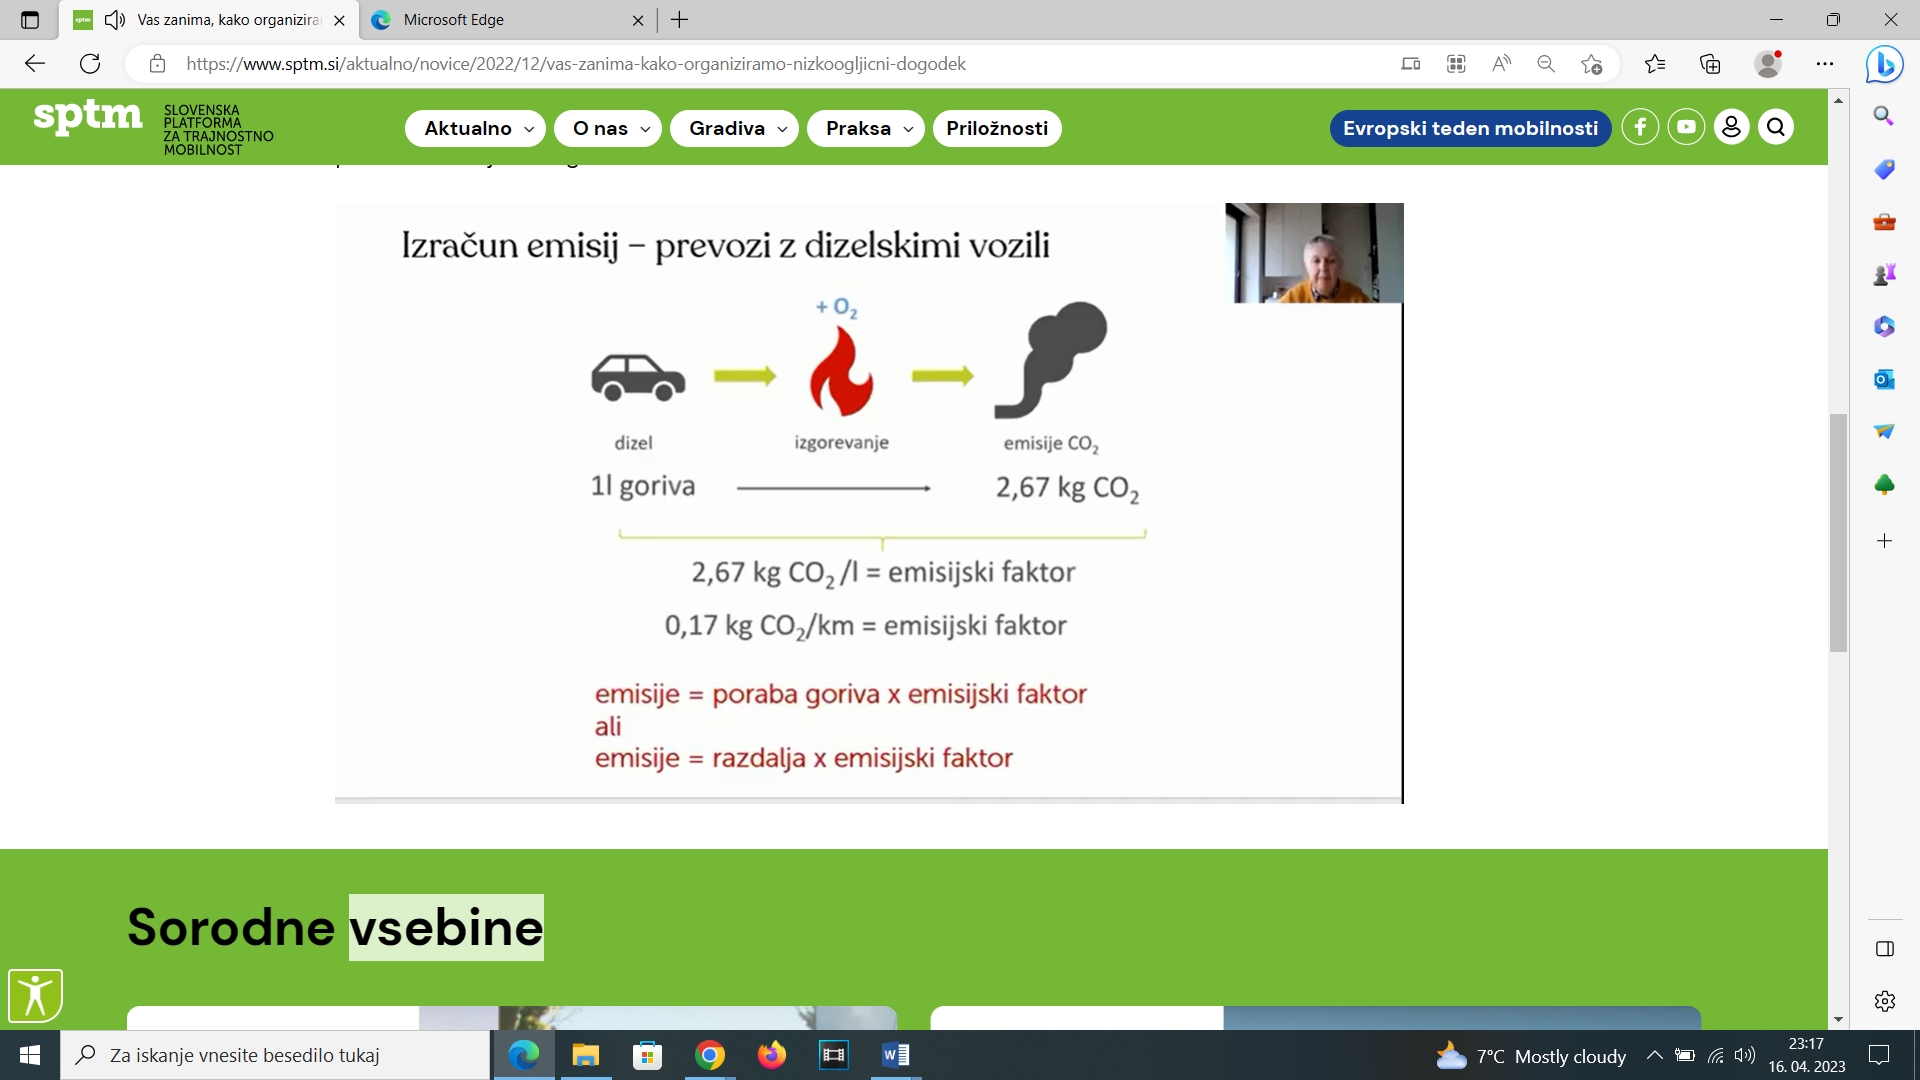 Vas zanima, kako organizira
Microsoft Edge
https://www.sptm.si/aktualno/novice/2022/12/vas-zanima-kako-organiziramo-nizkoogljicni-dogodek
sptm
SLOVENSKA
PLATFORMA
ZA TRAJNOSTNO
MOBILNOST
Aktualno
O nas
Gradiva
Praksa
Priložnosti
Evropski teden mobilnosti
Izračun emisij – prevozi z dizelskimi vozili
+ O₂
dizel
izgorevanje
emisije CO₂
1l goriva
2,67 kg CO₂
2,67 kg CO₂ /l = emisijski faktor
0,17 kg CO₂/km = emisijski faktor
emisije = poraba goriva x emisijski faktor
ali
emisije = razdalja x emisijski faktor
Sorodne vsebine
Za iskanje vnesite besedilo tukaj
7°C Mostly cloudy
23:17
16. 04. 2023